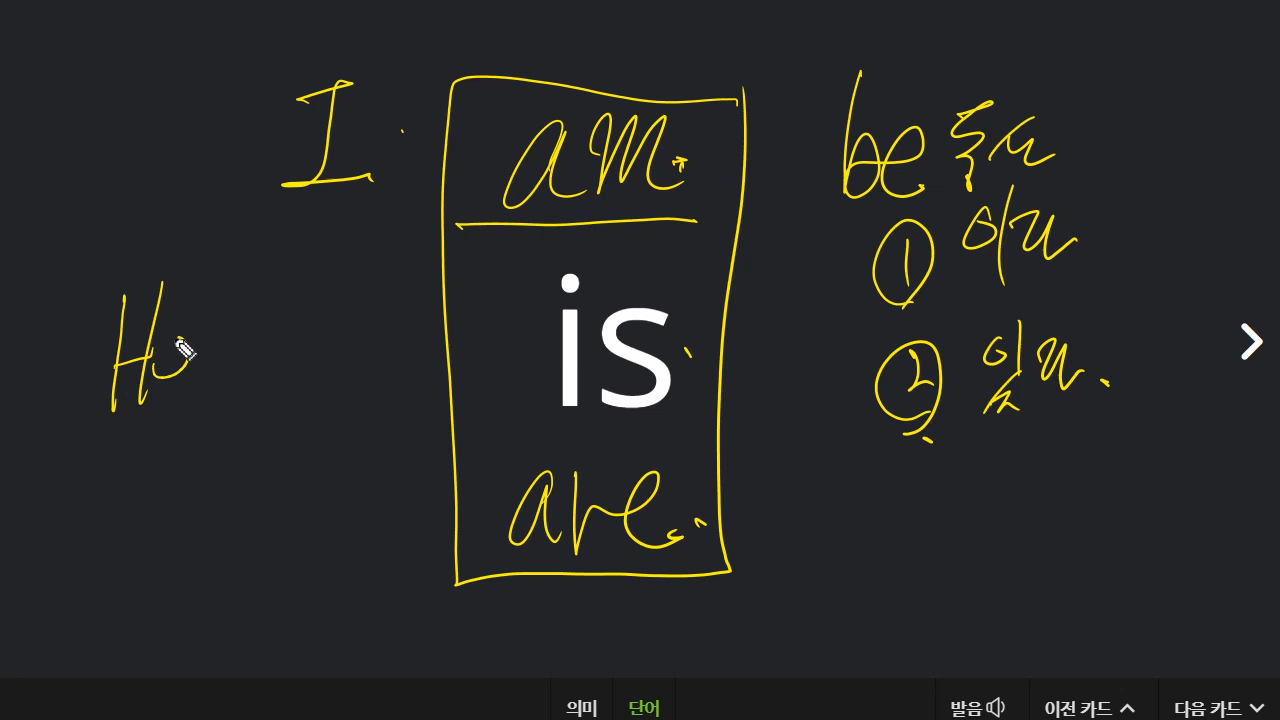 I am
is
are
He
be 동사
① 이다
② 있다.
의미 단어 발음 이전 카드 다음 카드